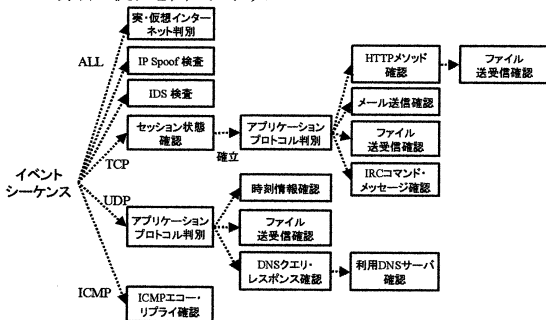 実・仮想インター
ネット判別
ALL
IP Spoof 検査
IDS 検査
セッション状態
確認
TCP
確立
アプリケーション
プロトコル判別
HTTPメソッド
確認
ファイル
送受信確認
メール送信確認
ファイル
送受信確認
IRCコマンド・
メッセージ確認
イベント
シーケンス
UDP
アプリケーション
プロトコル判別
時刻情報確認
ファイル
送受信確認
DNSクエリ・
レスポンス確認
利用DNSサーバ
確認
ICMP
ICMPエコー・
リプライ確認